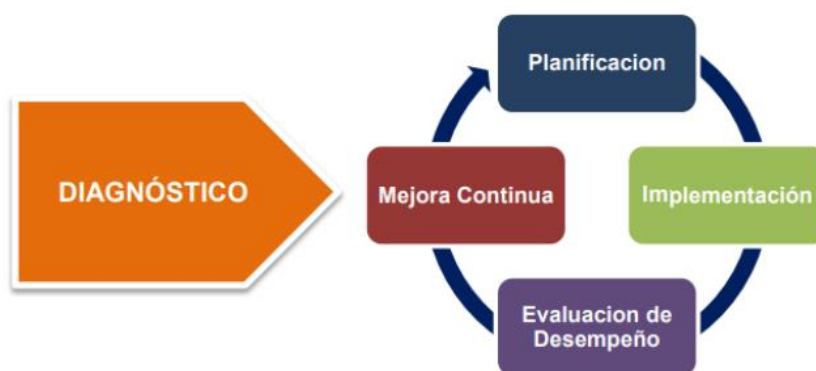 DIAGNÓSTICO
Planificacion
Mejora Continua
Implementación
Evaluacion de
Desempeño